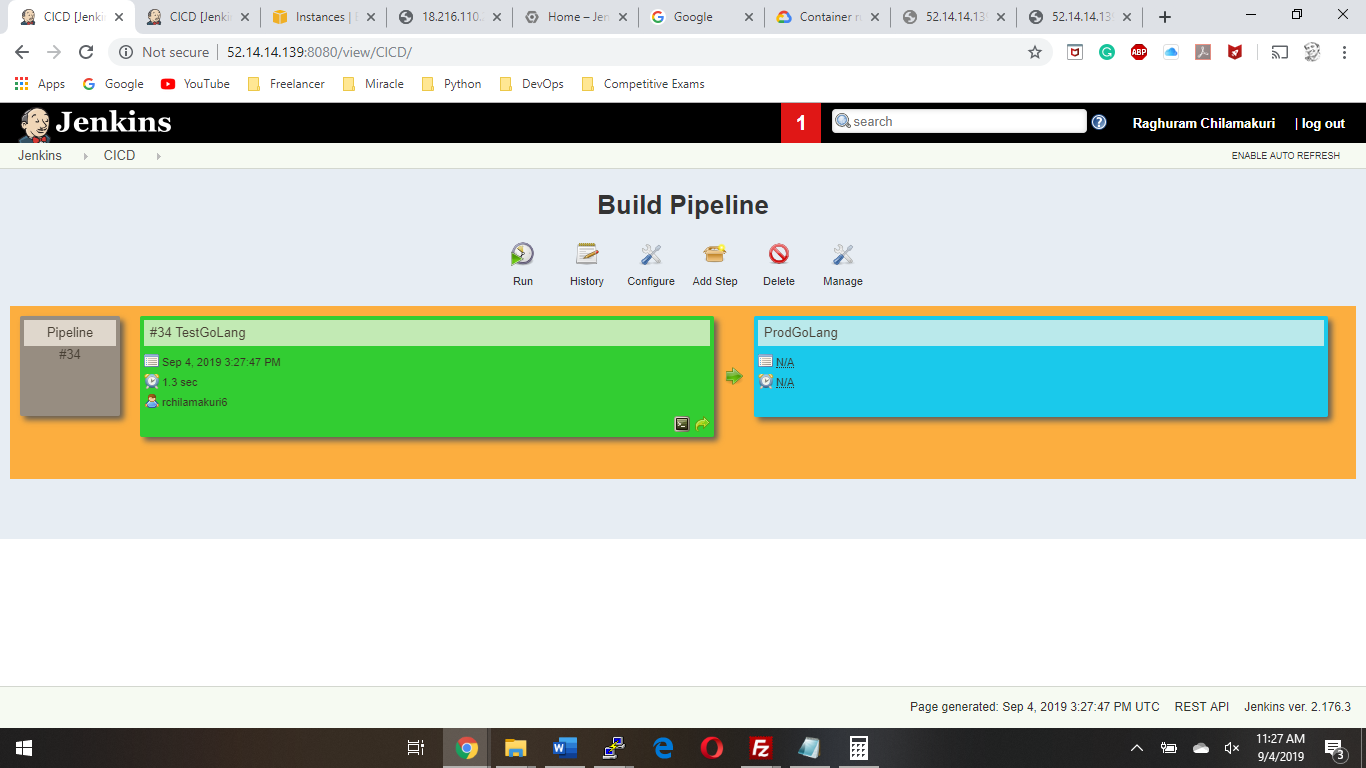 CICD [Jenki
CICD [Jenki
Instances |
18.216.110.
Home – Jen
Google
Container
52.14.14.13
52.14.14.13
Not secure | 52.14.14.139:8080/view/CICD/
Apps
Google
YouTube
Freelancer
Miracle
Python
DevOps
Competitive Exams
Jenkins
1
search
Raghuram Chilamakuri
| log out
Jenkins
CICD
ENABLE AUTO REFRESH
Build Pipeline
Run
History
Configure
Add Step
Delete
Manage
Pipeline
#34
#34 TestGoLang
Sep 4, 2019 3:27:47 PM
1.3 sec
rchilamakuri6
ProdGoLang
N/A
N/A
Page generated: Sep 4, 2019 3:27:47 PM UTC
REST API
Jenkins ver. 2.176.3
11:27 AM
9/4/2019
3